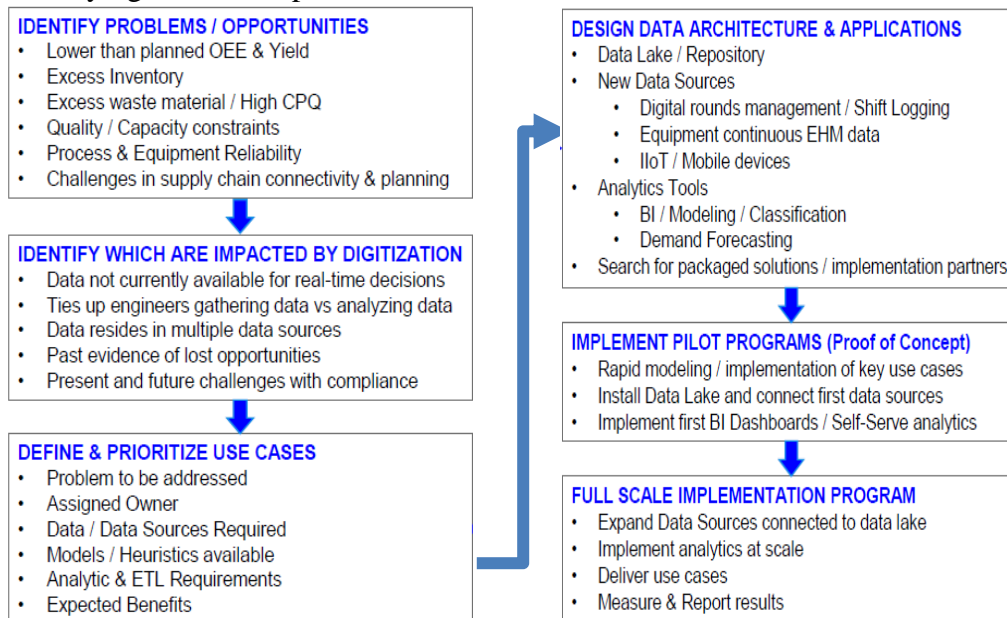 IDENTIFY PROBLEMS / OPPORTUNITIES
• Lower than planned OEE & Yield
• Excess Inventory
• Excess waste material / High CPQ
• Quality / Capacity constraints
• Process & Equipment Reliability
• Challenges in supply chain connectivity & planning
IDENTIFY WHICH ARE IMPACTED BY DIGITIZATION
• Data not currently available for real-time decisions
• Ties up engineers gathering data vs analyzing data
• Data resides in multiple data sources
• Past evidence of lost opportunities
• Present and future challenges with compliance
DEFINE & PRIORITIZE USE CASES
• Problem to be addressed
• Assigned Owner
• Data / Data Sources Required
• Models / Heuristics available
• Analytic & ETL Requirements
• Expected Benefits
DESIGN DATA ARCHITECTURE & APPLICATIONS
• Data Lake / Repository
• New Data Sources
• Digital rounds management / Shift Logging
• Equipment continuous EHM data
• IIoT / Mobile devices
• Analytics Tools
• BI / Modeling / Classification
• Demand Forecasting
• Search for packaged solutions / implementation partners
IMPLEMENT PILOT PROGRAMS (Proof of Concept)
• Rapid modeling / implementation of key use cases
• Install Data Lake and connect first data sources
• Implement first BI Dashboards / Self-Serve analytics
FULL SCALE IMPLEMENTATION PROGRAM
• Expand Data Sources connected to data lake
• Implement analytics at scale
• Deliver use cases
• Measure & Report results